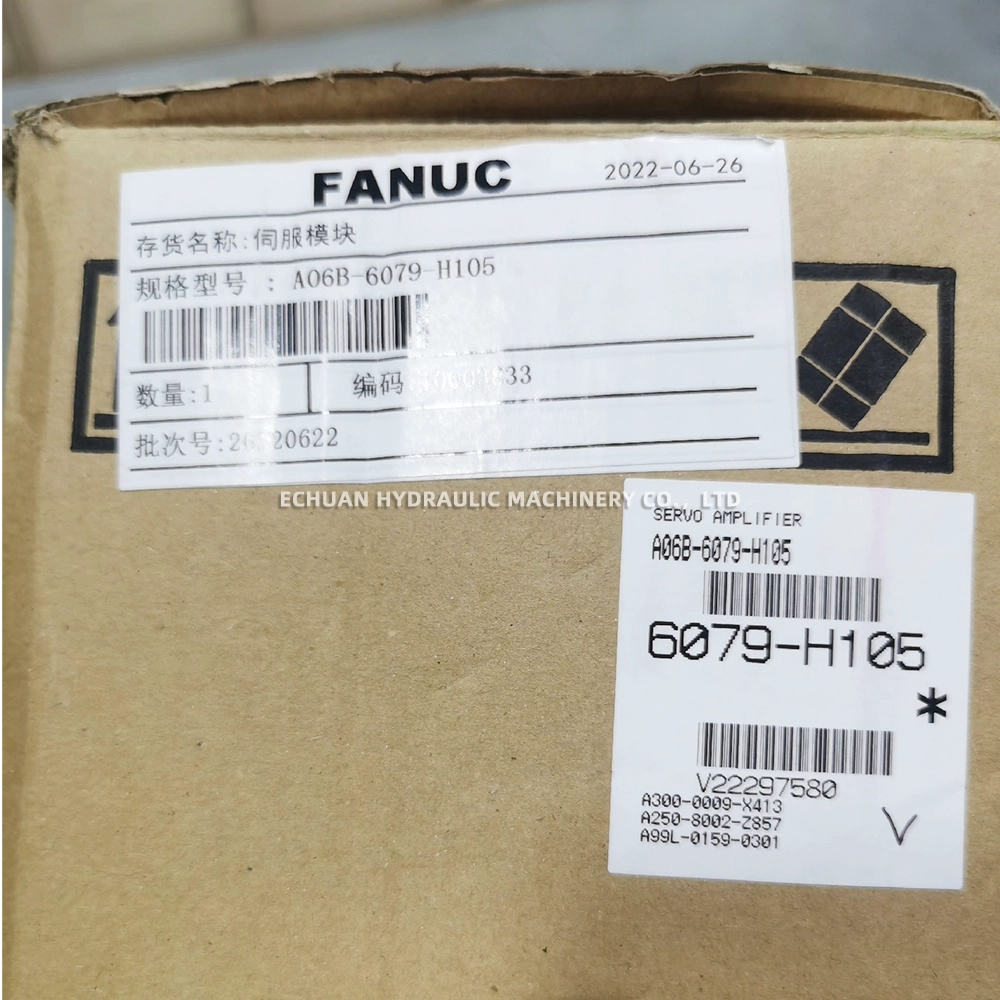 FANUC
2022-06-26
存货名称:伺服模块
规格型号 : A06B-6079-H105
数量:1
编码
批次号:
ECHUAN HYDRAULIC MACHINERY CO., LTD
SERVO AMPLIFIER
A06B-6079-H105
6079-H105
*
V22297580
A300-0009-X413
A250-8002-Z857
A99L-0159-0301
V